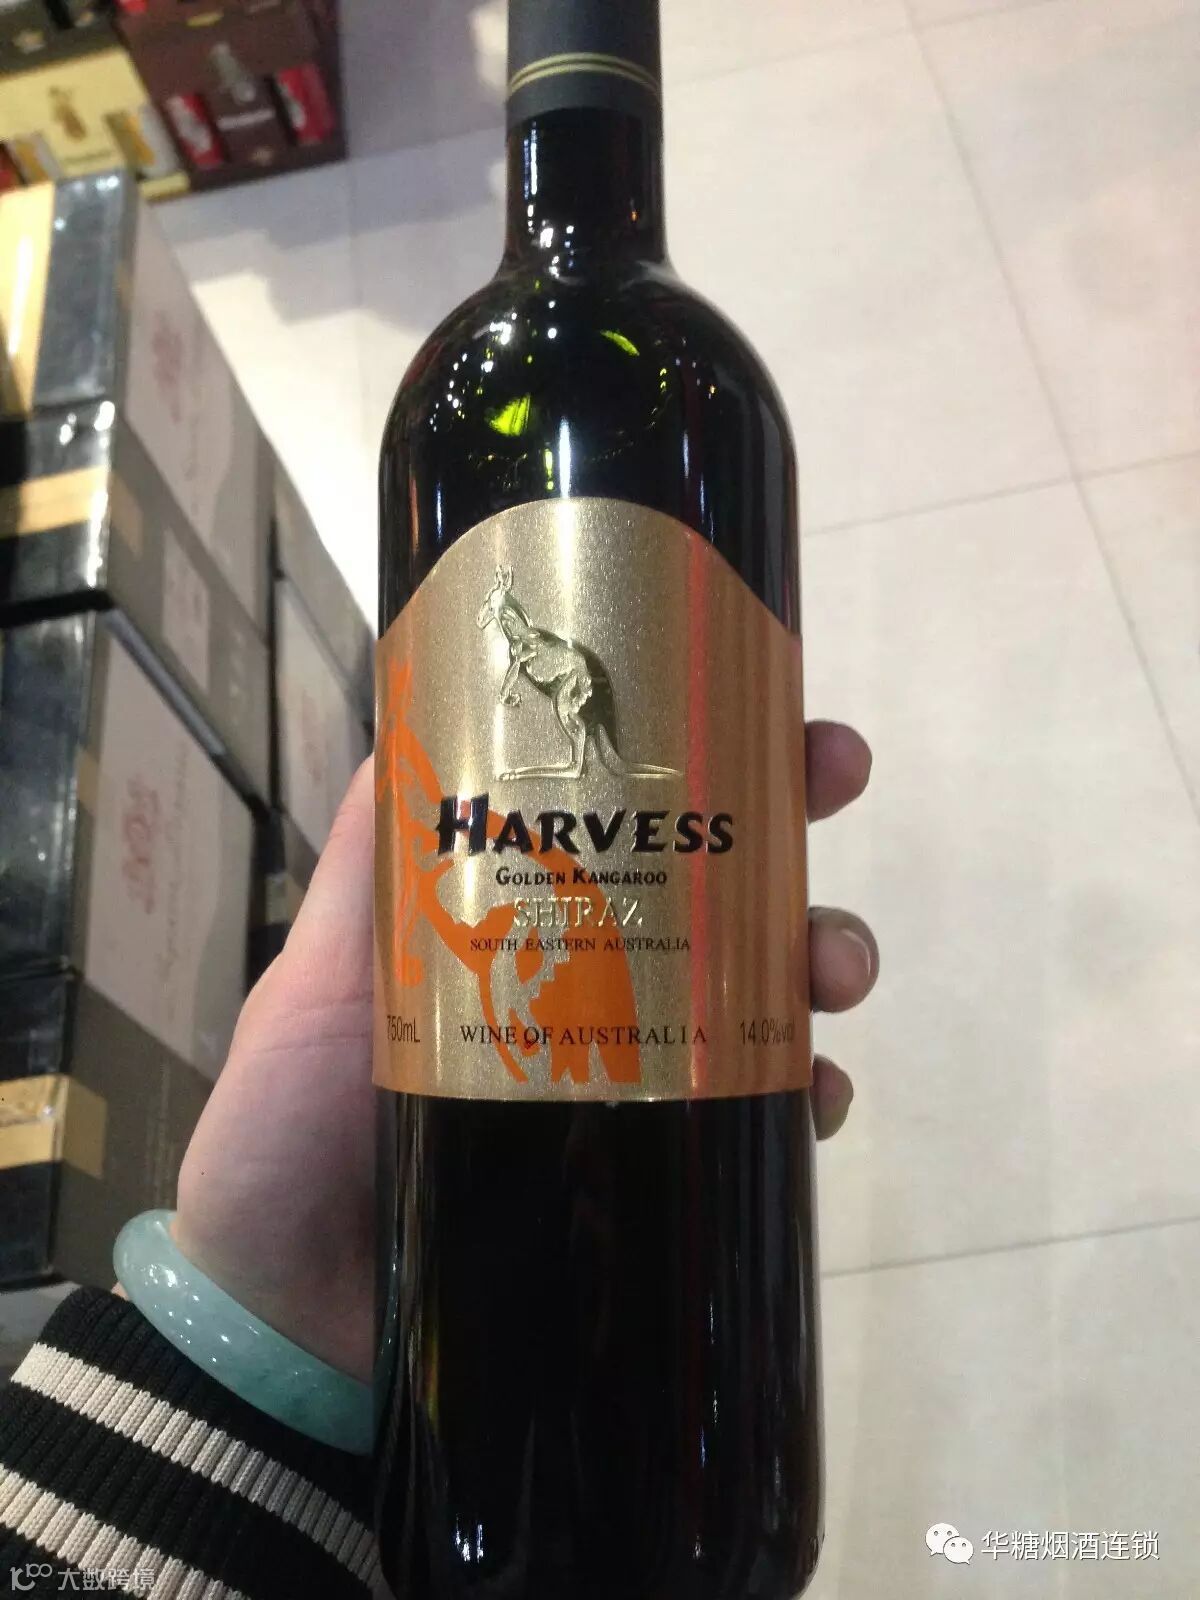 HARVESS
GOLDEN KANGAROO
SHIRAZ
SOUTH EASTERN AUSTRALIA
750mL WINE OF AUSTRALIA 14.0%vol
华糖烟酒连锁
大数跨境